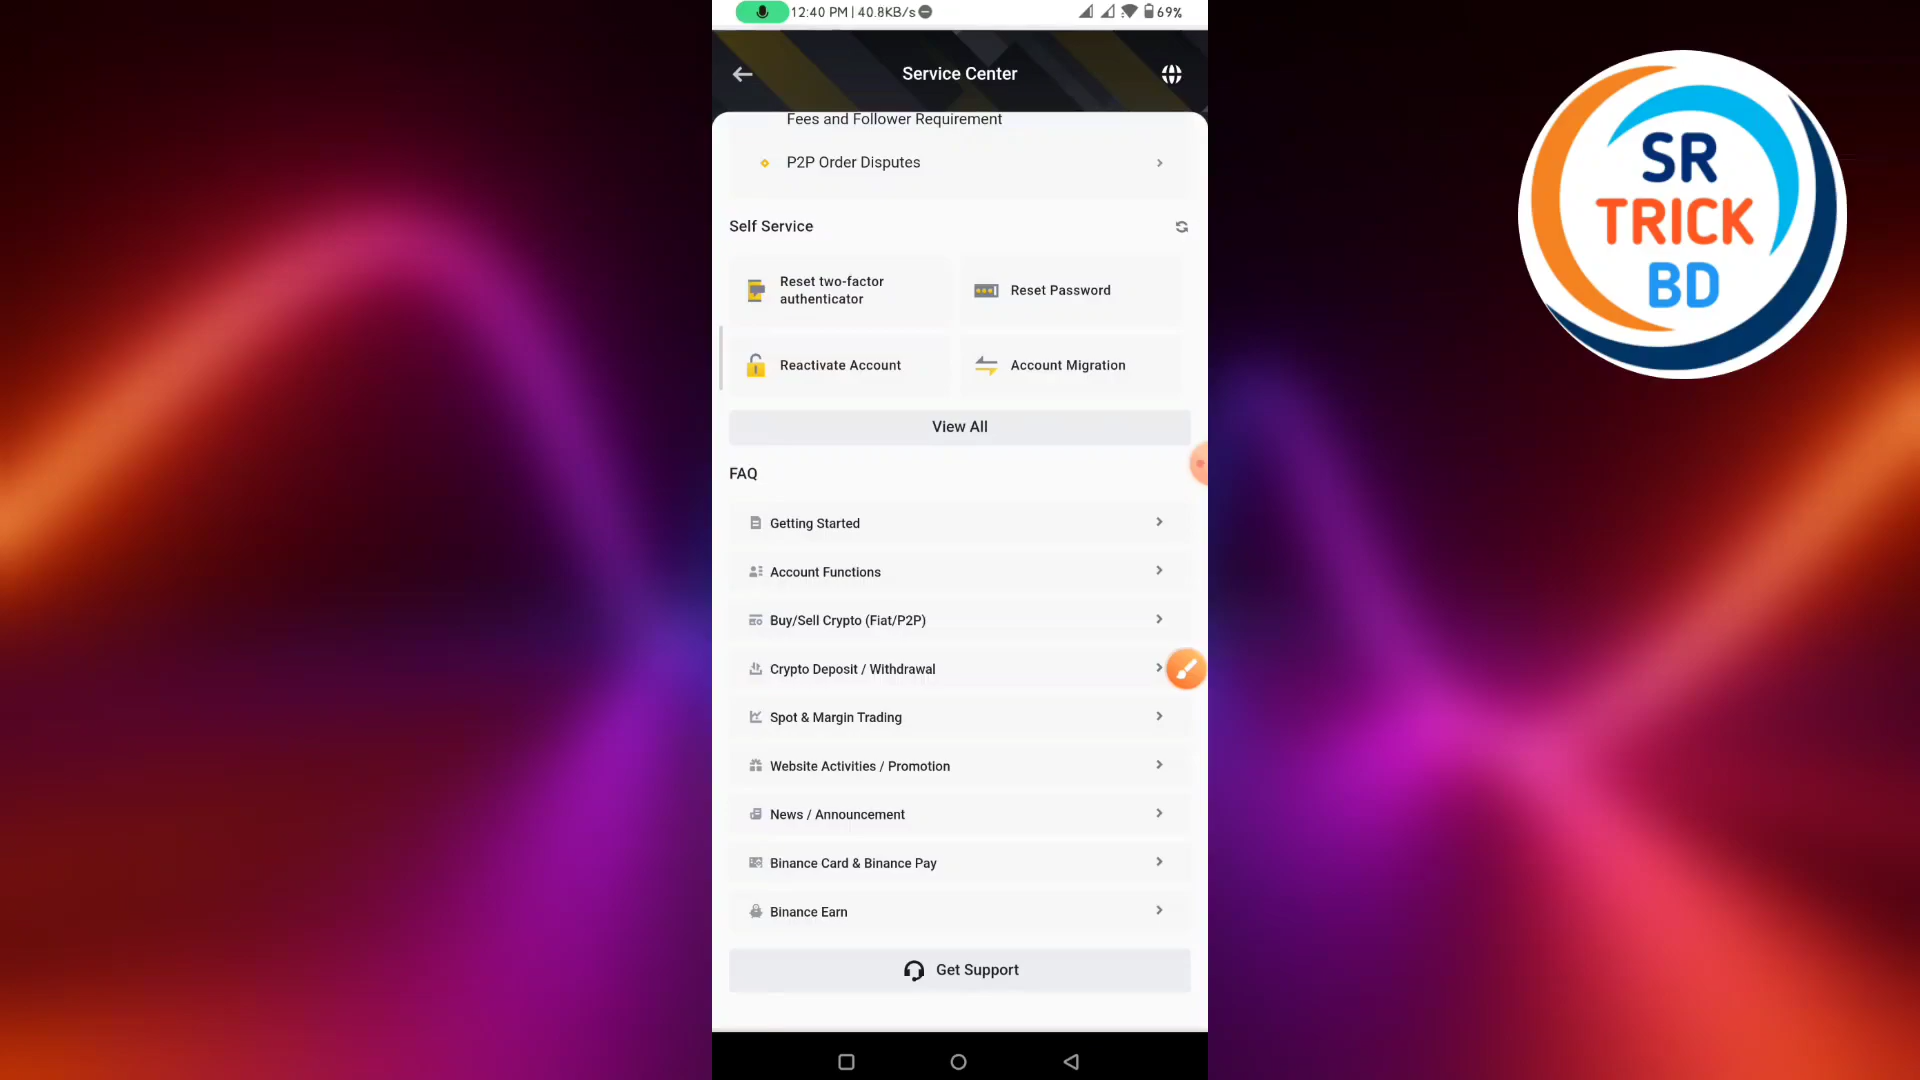 12:40 PM | 40.8KB/s
69%
Service Center
Fees and Follower Requirement
P2P Order Disputes
Self Service
Reset two-factor
authenticator
Reset Password
Reactivate Account
Account Migration
View All
FAQ
Getting Started
Account Functions
Buy/Sell Crypto (Fiat/P2P)
Crypto Deposit / Withdrawal
Spot & Margin Trading
Website Activities / Promotion
News / Announcement
Binance Card & Binance Pay
Binance Earn
Get Support
SR
TRICK
BD